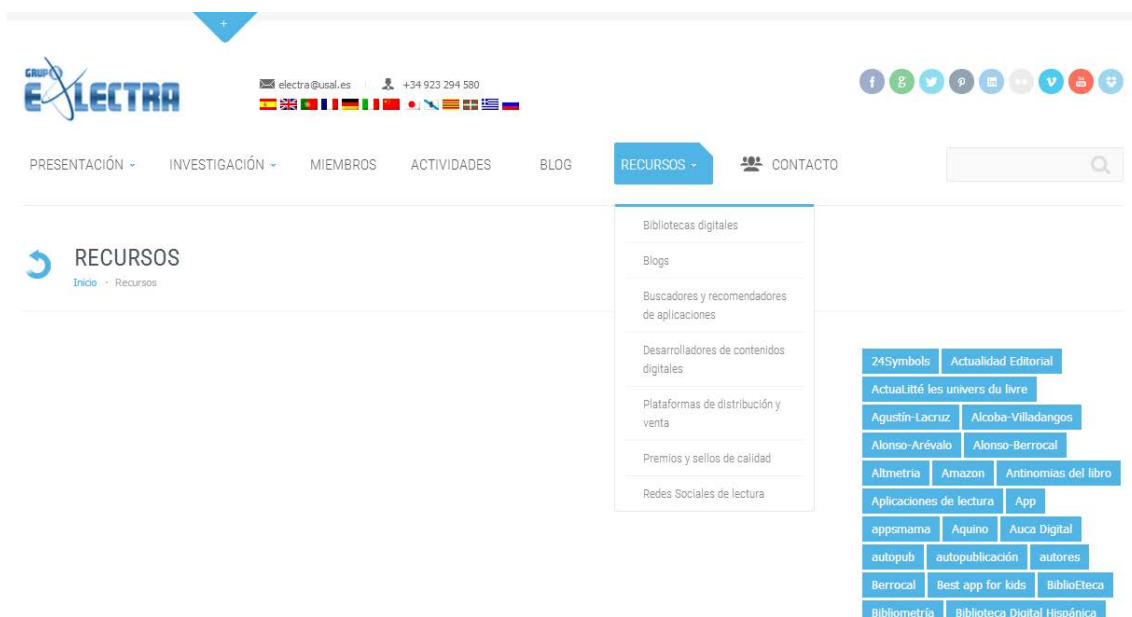 +
GRUPO
ELECTRA
electra@usal.es +34 923 294 580
PRESENTACIÓN INVESTIGACIÓN MIEMBROS ACTIVIDADES BLOG RECURSOS CONTACTO
RECURSOS
Inicio · Recursos
Bibliotecas digitales
Blogs
Buscadores y recomendadores
de aplicaciones
Desarrolladores de contenidos
digitales
Plataformas de distribución y
venta
Premios y sellos de calidad
Redes Sociales de lectura
24Symbols Actualidad Editorial
ActuaLitté les univers du livre
Agustín-Lacruz Alcoba-Villadangos
Alonso-Arévalo Alonso-Berrocal
Altmetria Amazon Antinomias del libro
Aplicaciones de lectura App
appsmama Aquino Auca Digital
autopub autopublicación autores
Berrocal Best app for kids BiblioEteca
Bibliometría Biblioteca Digital Hispánica